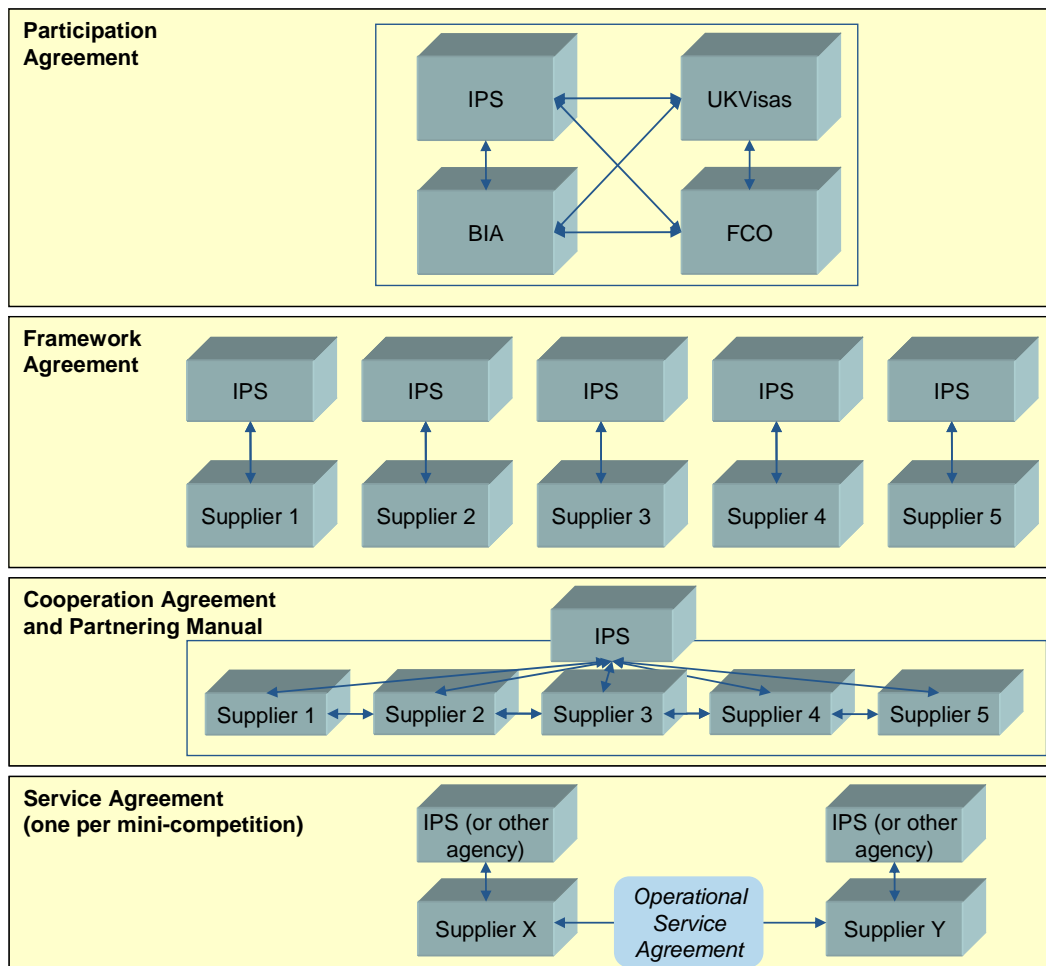 Participation
Agreement
IPS
UKVisas
BIA
FCO
Framework
Agreement
IPS
IPS
IPS
IPS
IPS
Supplier 1
Supplier 2
Supplier 3
Supplier 4
Supplier 5
Cooperation Agreement
and Partnering Manual
IPS
Supplier 1
Supplier 2
Supplier 3
Supplier 4
Supplier 5
Service Agreement
(one per mini-competition)
IPS (or other
agency)
IPS (or other
agency)
Supplier X
Operational
Service
Agreement
Supplier Y